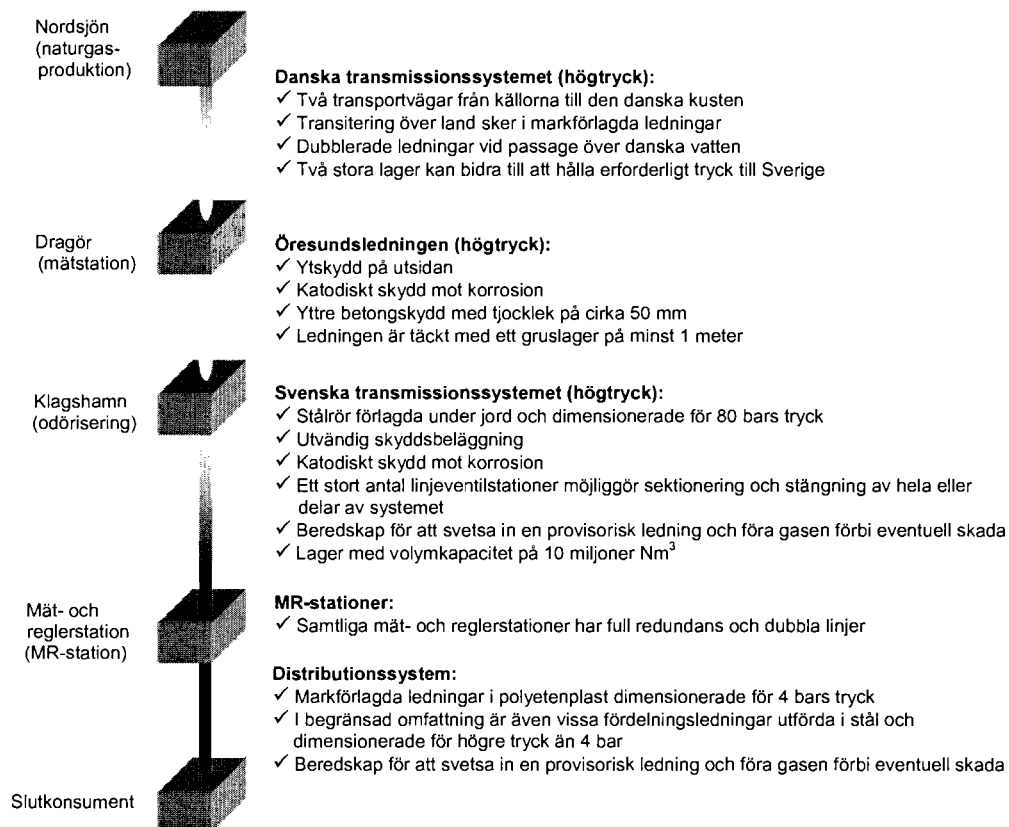 Nordsjön
(naturgas-
produktion)
Danska transmissionssystemet (högtryck):
✓ Två transportvägar från källorna till den danska kusten
✓ Transitering över land sker i markförlagda ledningar
✓ Dubblerade ledningar vid passage över danska vatten
✓ Två stora lager kan bidra till att hålla erforderligt tryck till Sverige
Dragör
(mätstation)
Öresundsledningen (högtryck):
✓ Ytskydd på utsidan
✓ Katodiskt skydd mot korrosion
✓ Yttre betongskydd med tjocklek på cirka 50 mm
✓ Ledningen är täckt med ett gruslager på minst 1 meter
Klagshamn
(odörisering)
Svenska transmissionssystemet (högtryck):
✓ Stålrör förlagda under jord och dimensionerade för 80 bars tryck
✓ Utvändig skyddsbeläggning
✓ Katodiskt skydd mot korrosion
✓ Ett stort antal linjeventilstationer möjliggör sektionering och stängning av hela eller
delar av systemet
✓ Beredskap för att svetsa in en provisorisk ledning och föra gasen förbi eventuell skada
✓ Lager med volymkapacitet på 10 miljoner Nm³
Mät- och
reglerstation
(MR-station)
MR-stationer:
✓ Samtliga mät- och reglerstationer har full redundans och dubbla linjer
Distributionssystem:
✓ Markförlagda ledningar i polyetenplast dimensionerade för 4 bars tryck
✓ I begränsad omfattning är även vissa fördelningsledningar utförda i stål och
dimensionerade för högre tryck än 4 bar
✓ Beredskap för att svetsa in en provisorisk ledning och föra gasen förbi eventuell skada
Slutkonsument